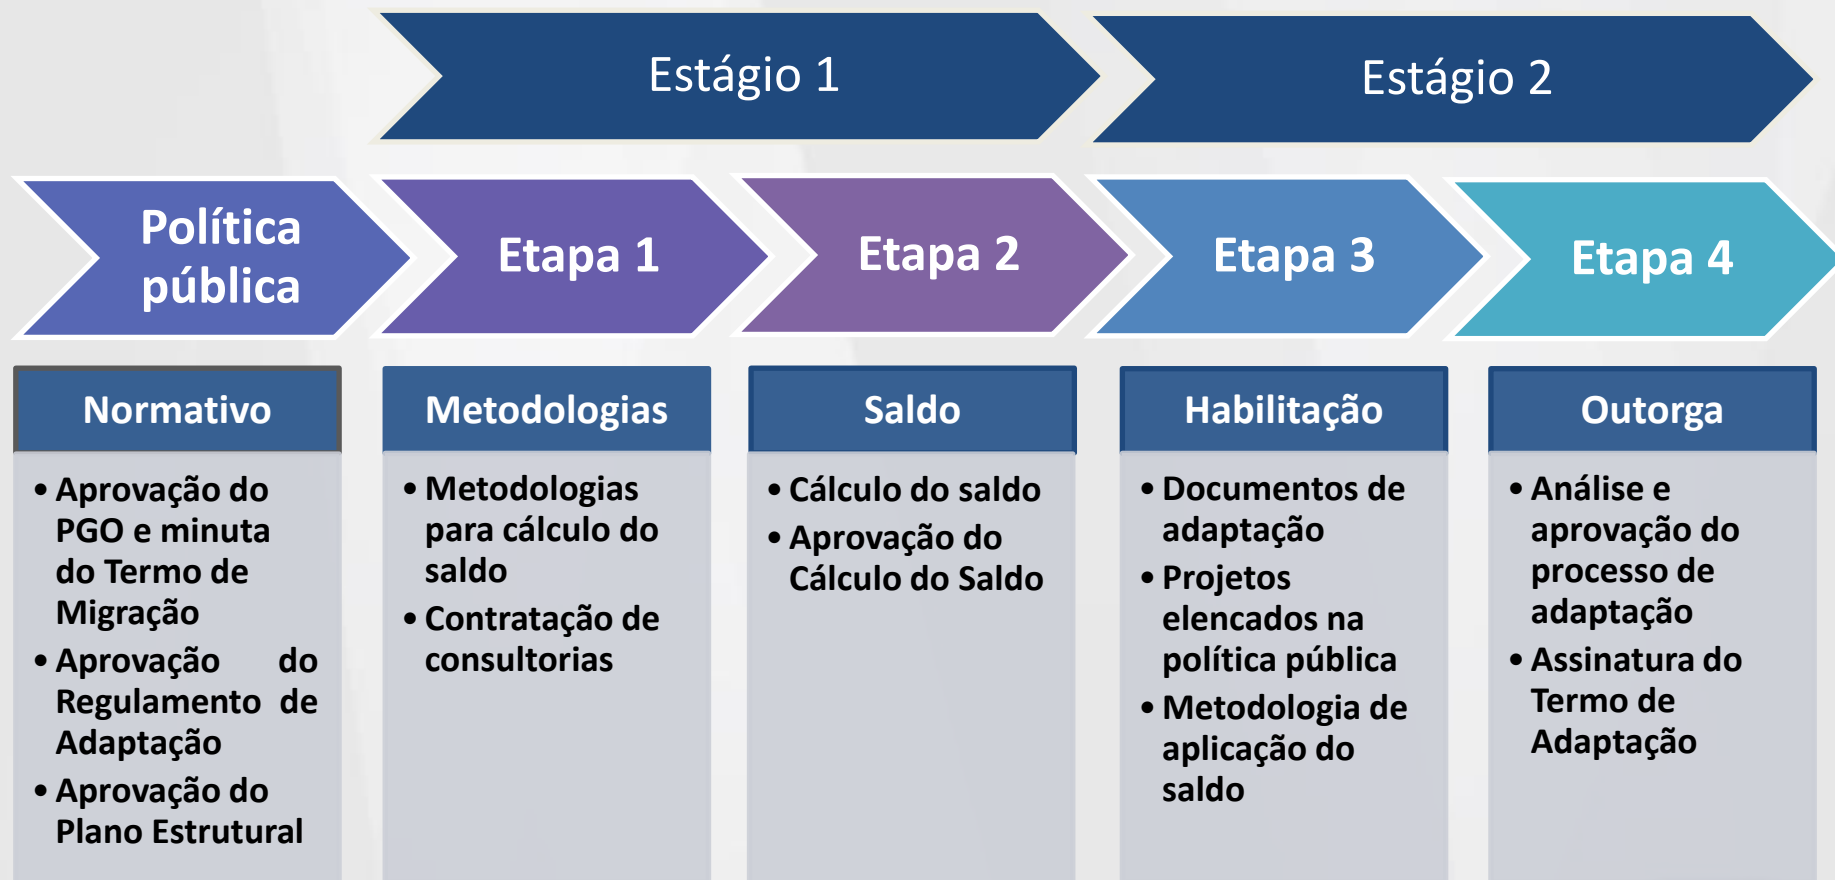 Estágio 1
Estágio 2
Política
pública
Etapa 1
Etapa 2
Etapa 3
Etapa 4
Normativo
• Aprovação do
PGO e minuta
do Termo de
Migração
• Aprovação do
Regulamento de
Adaptação
• Aprovação do
Plano Estrutural
Metodologias
• Metodologias
para cálculo do
saldo
• Contratação de
consultorias
Saldo
• Cálculo do saldo
• Aprovação do
Cálculo do Saldo
Habilitação
• Documentos de
adaptação
• Projetos
elencados na
política pública
• Metodologia de
aplicação do
saldo
Outorga
• Análise e
aprovação do
processo de
adaptação
• Assinatura do
Termo de
Adaptação